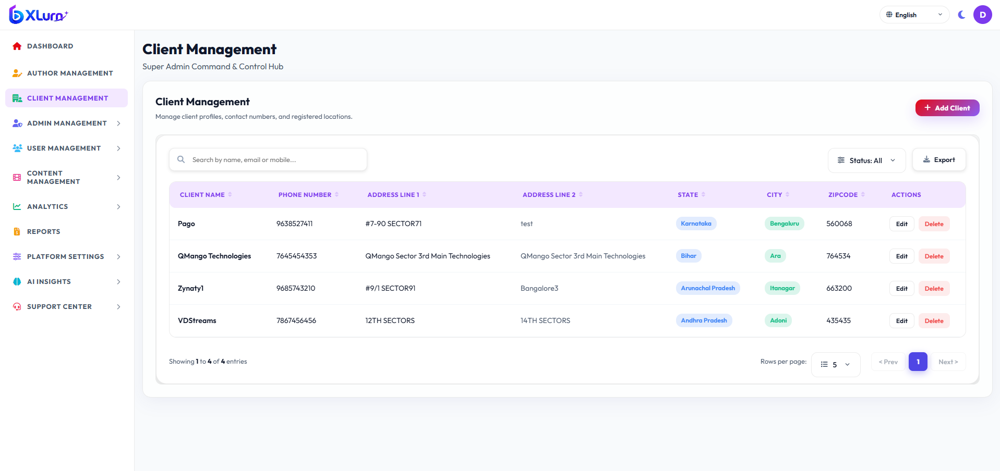 XLurn
English
D
DASHBOARD
AUTHOR MANAGEMENT
CLIENT MANAGEMENT
ADMIN MANAGEMENT
USER MANAGEMENT
CONTENT
MANAGEMENT
ANALYTICS
REPORTS
PLATFORM SETTINGS
AI INSIGHTS
SUPPORT CENTER
Client Management
Super Admin Command & Control Hub
Client Management
Manage client profiles, contact numbers, and registered locations.
+ Add Client
Search by name, email or mobile...
Status: All
Export
CLIENT NAME PHONE NUMBER ADDRESS LINE 1 ADDRESS LINE 2 STATE CITY ZIPCODE ACTIONS
Pago 9638527411 #7-90 SECTOR71 test Karnataka Bengaluru 560068 Edit Delete
QMango Technologies 7645454353 QMango Sector 3rd Main Technologies QMango Sector 3rd Main Technologies Bihar Ara 764534 Edit Delete
Zynaty1 9685743210 #9/1 SECTOR91 Bangalore3 Arunachal Pradesh Itanagar 663200 Edit Delete
VDStreams 7867456456 12TH SECTORS 14TH SECTORS Andhra Pradesh Adoni 435435 Edit Delete
Showing 1 to 4 of 4 entries
Rows per page: 5 < Prev 1 Next >